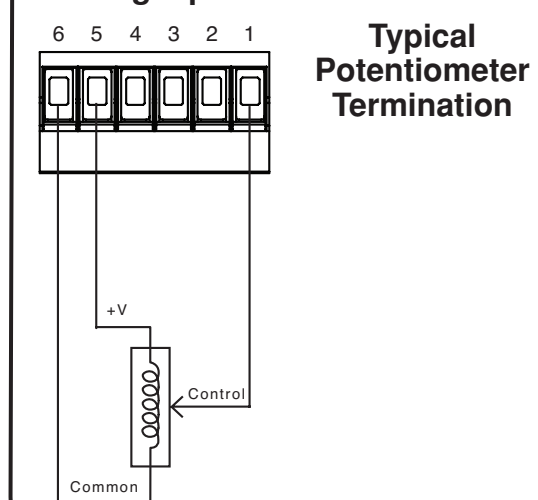 6 5 4 3 2 1
Typical
Potentiometer
Termination
+V
Control
Common